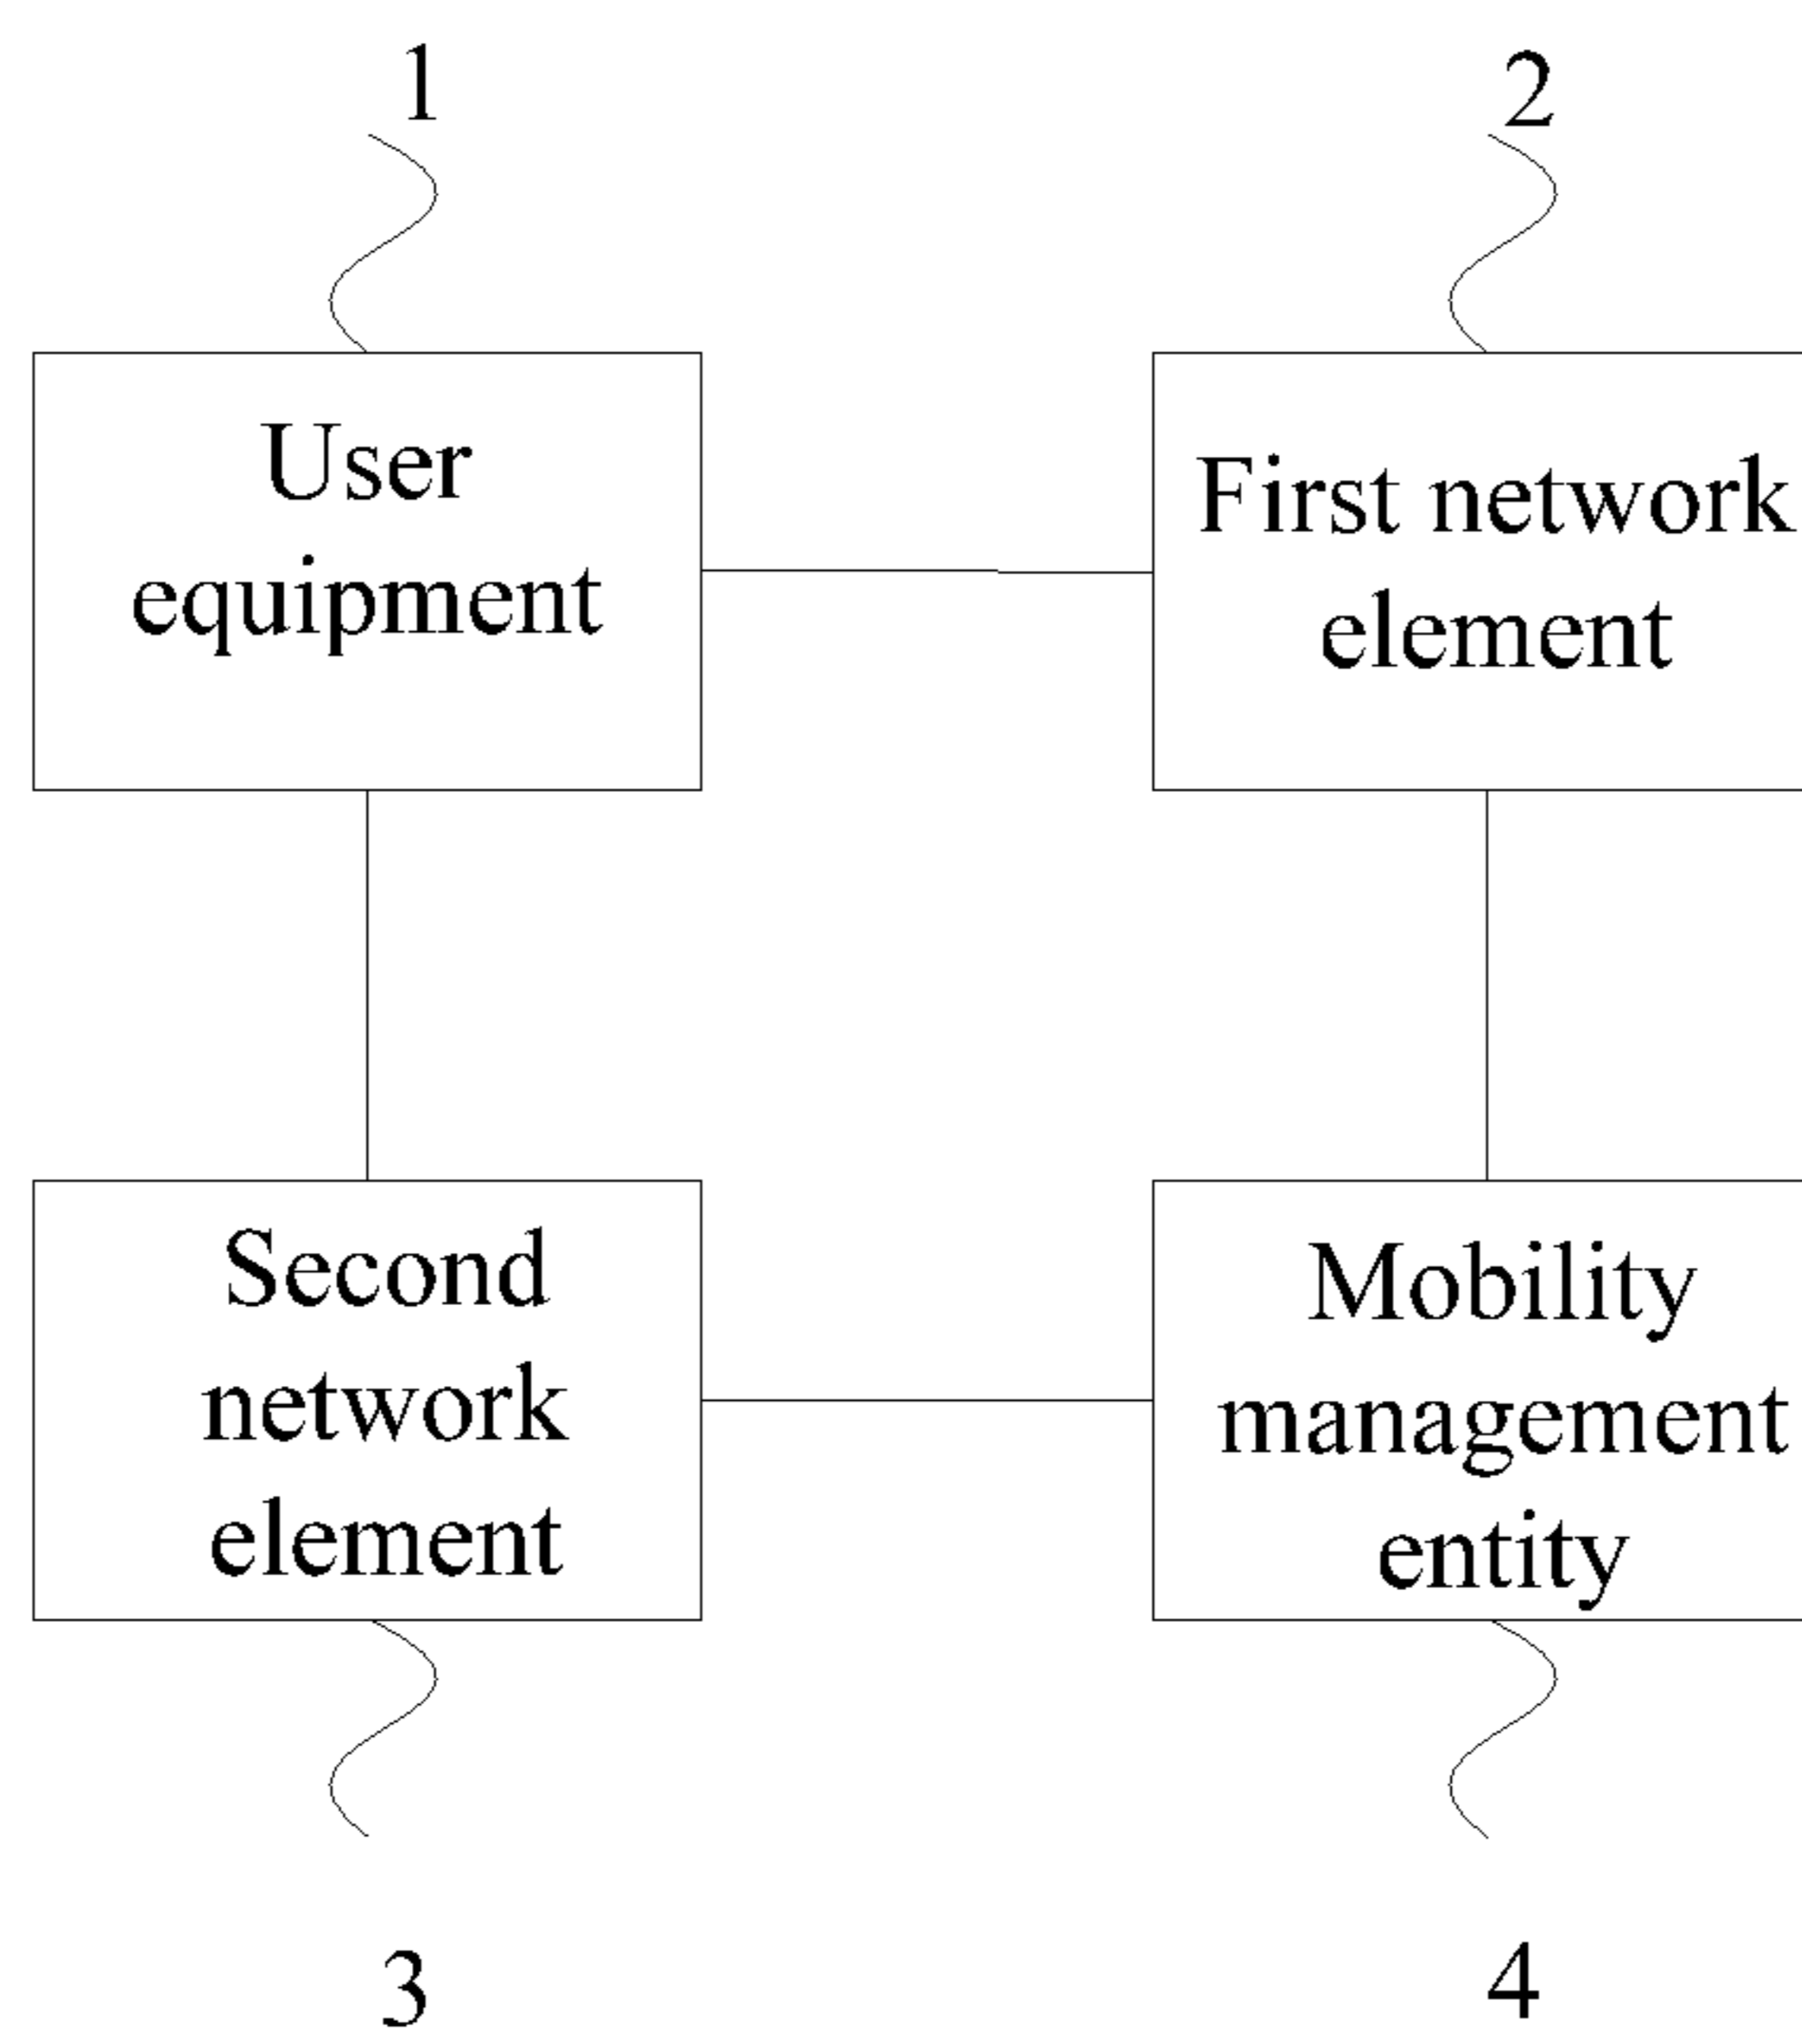 1
2
User
equipment
First network
element
Second
network
element
Mobility
management
entity
3
4